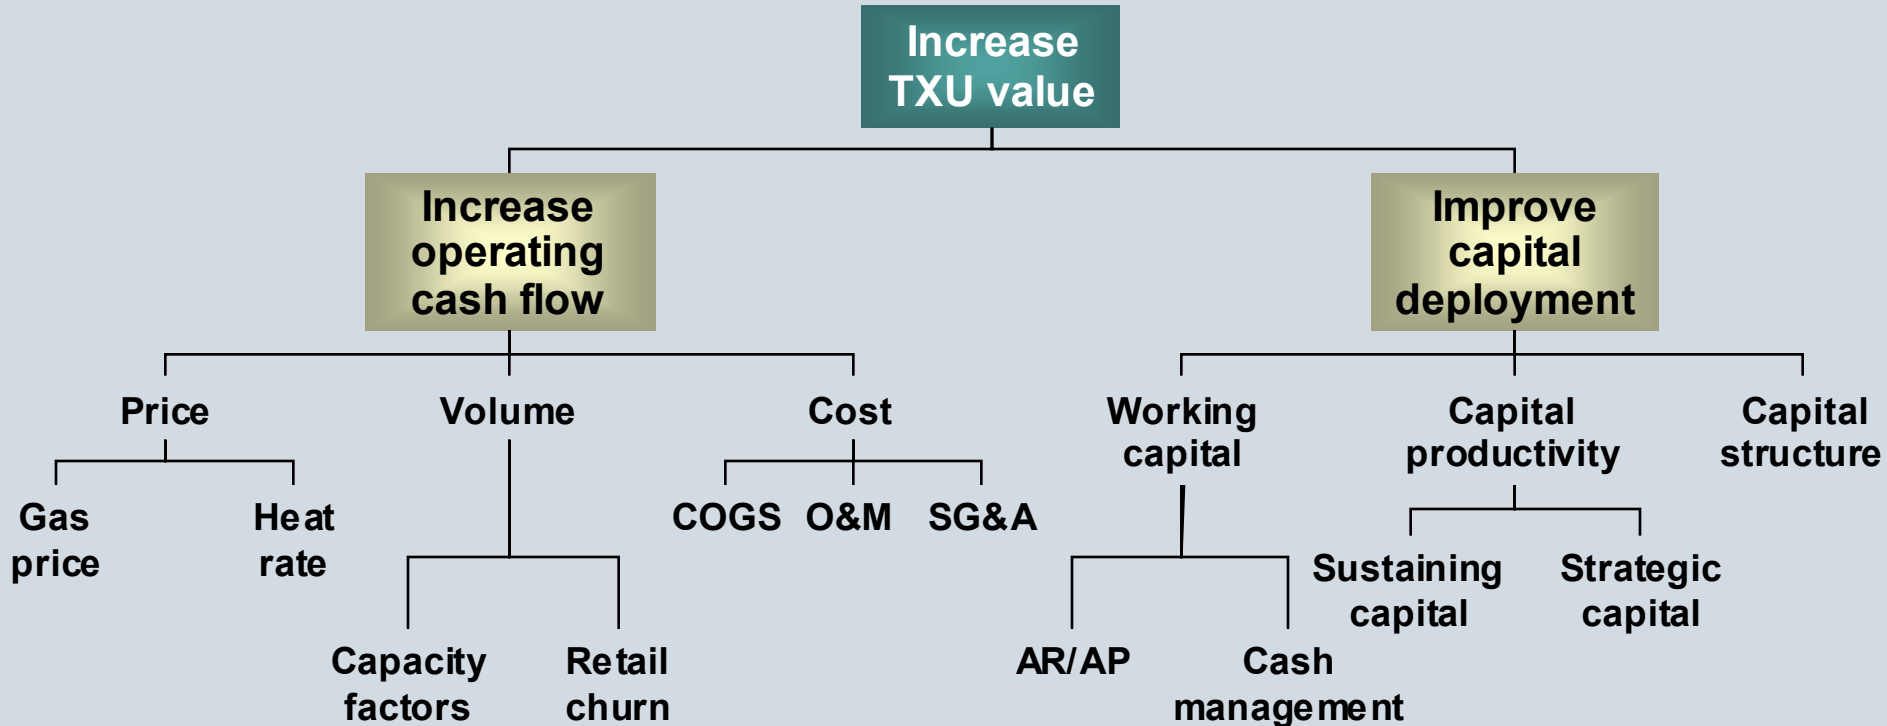 Increase
TXU value
Increase
operating
cash flow
Improve
capital
deployment
Price
Volume
Cost
Working
capital
Capital
productivity
Capital
structure
Gas
price
Heat
rate
COGS
O&M
SG&A
Capacity
factors
Retail
churn
AR/AP
Cash
management
Sustaining
capital
Strategic
capital